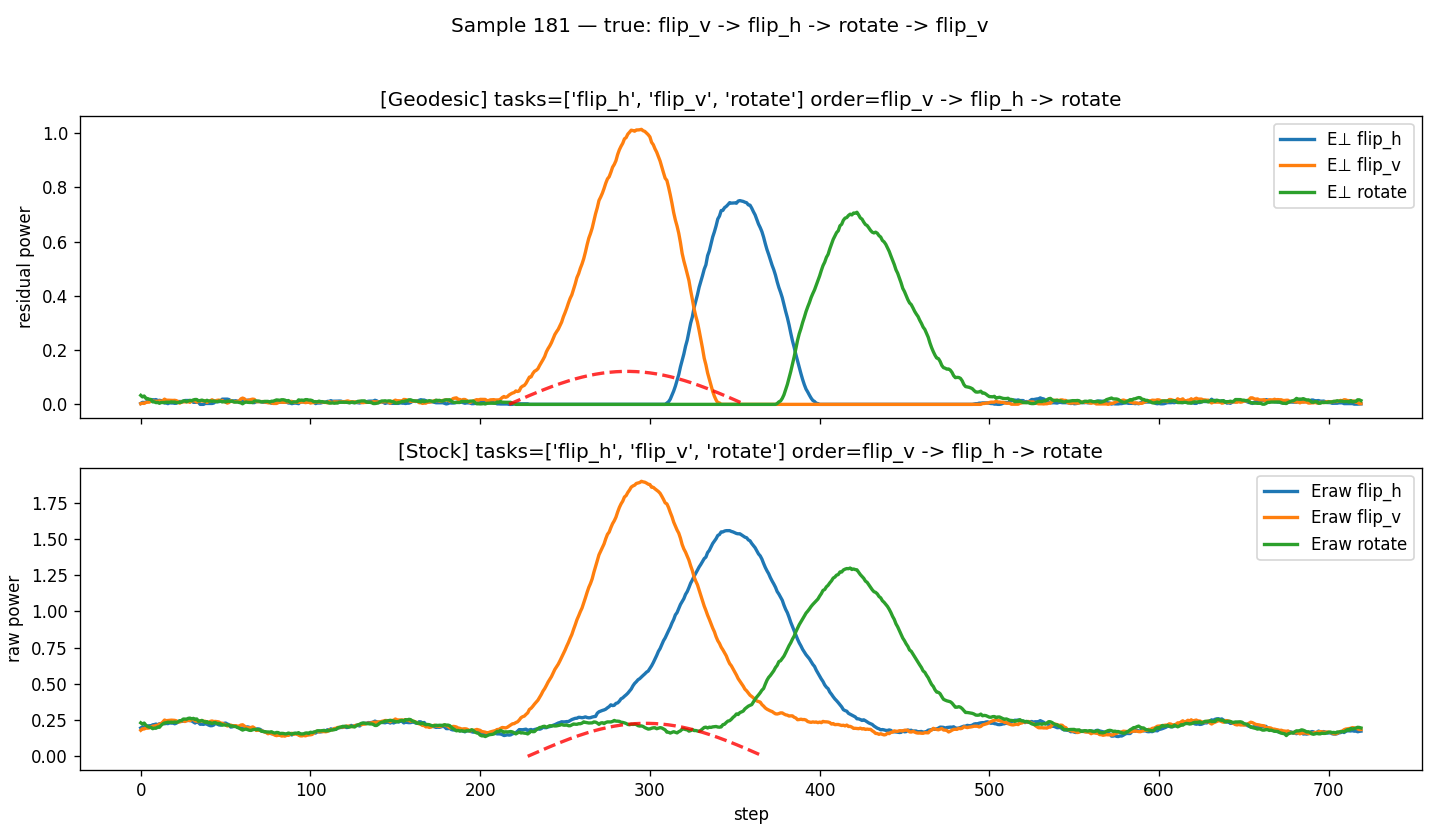 Sample 181 — true: flip_v -> flip_h -> rotate -> flip_v
[Geodesic] tasks=['flip_h', 'flip_v', 'rotate'] order=flip_v -> flip_h -> rotate
residual power
1.0
0.8
0.6
0.4
0.2
0.0
E⊥ flip_h
E⊥ flip_v
E⊥ rotate
[Stock] tasks=['flip_h', 'flip_v', 'rotate'] order=flip_v -> flip_h -> rotate
raw power
1.75
1.50
1.25
1.00
0.75
0.50
0.25
0.00
Eraw flip_h
Eraw flip_v
Eraw rotate
0 100 200 300 400 500 600 700
step